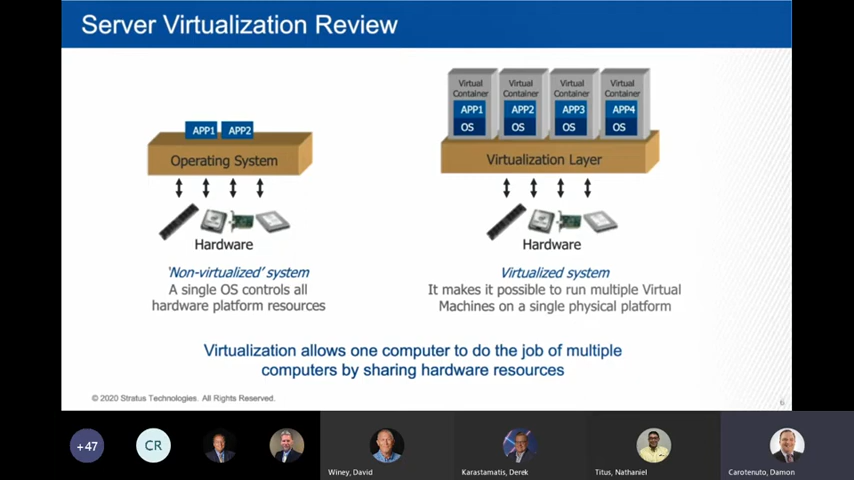 Server Virtualization Review
Virtual Container
Virtual Container
Virtual Container
Virtual Container
APP1
APP2
APP3
APP4
OS
OS
OS
OS
APP1
APP2
Operating System
Virtualization Layer
Hardware
Hardware
'Non-virtualized' system
A single OS controls all
hardware platform resources
Virtualized system
It makes it possible to run multiple Virtual
Machines on a single physical platform
Virtualization allows one computer to do the job of multiple
computers by sharing hardware resources
© 2020 Stratus Technologies. All Rights Reserved.
6
+47
CR
Winey, David
Karastamatis, Derek
Titus, Nathaniel
Carotenuto, Damon